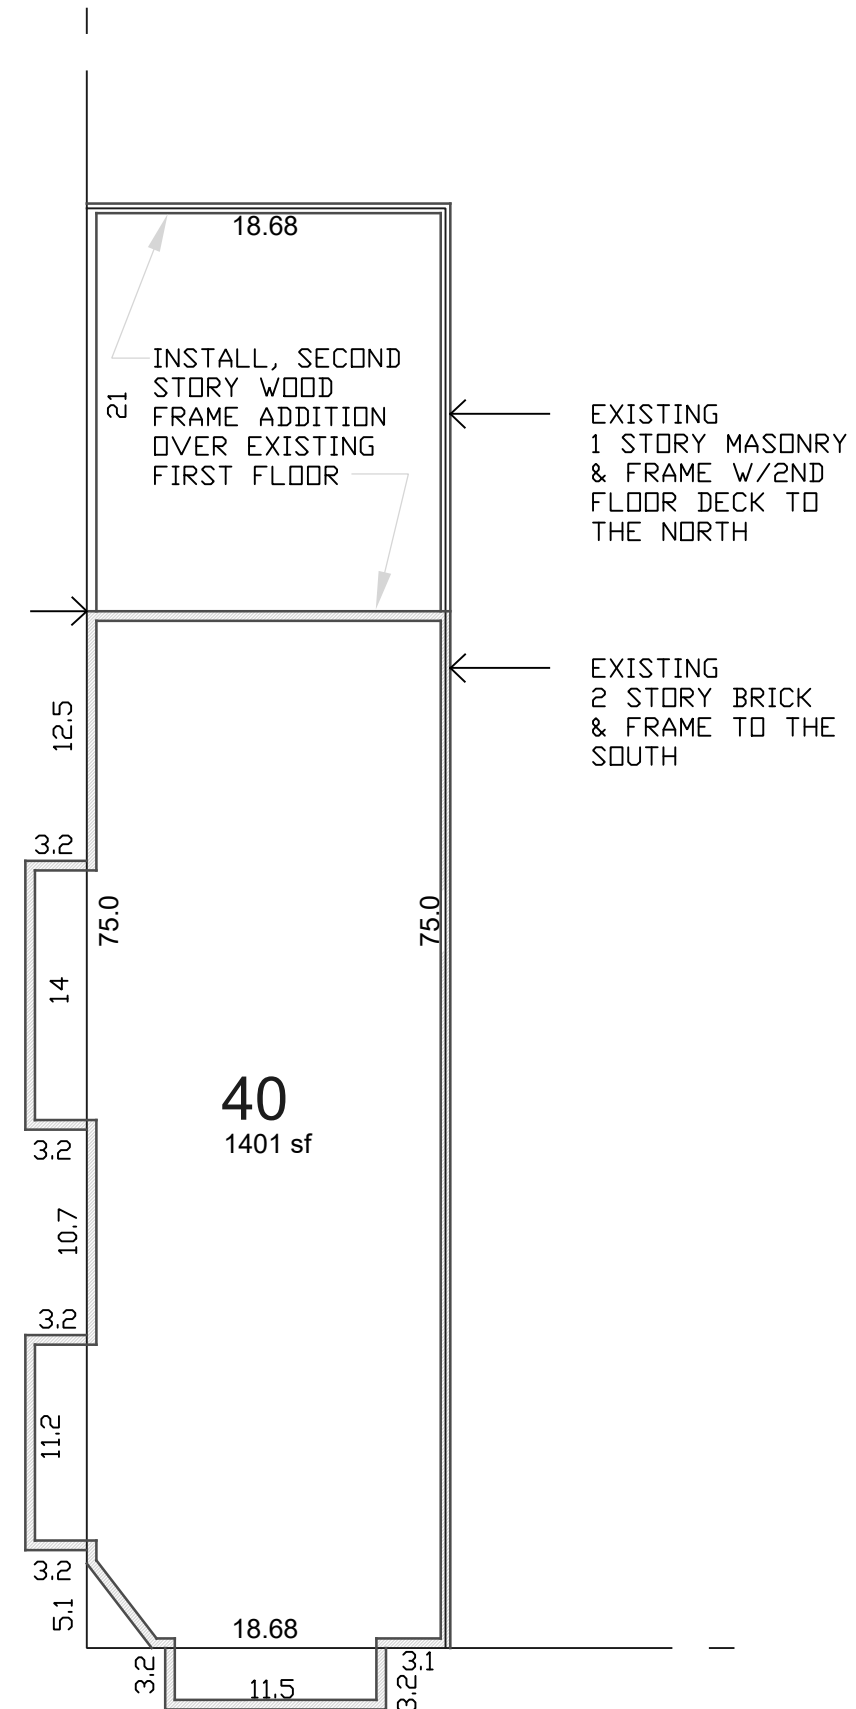 18.68
INSTALL, SECOND
STORY WOOD
FRAME ADDITION
OVER EXISTING
FIRST FLOOR
21
EXISTING
1 STORY MASONRY
& FRAME W/2ND
FLOOR DECK TO
THE NORTH
EXISTING
2 STORY BRICK
& FRAME TO THE
SOUTH
12.5
3.2
75.0
75.0
14
40
1401 sf
3.2
10.7
3.2
11.2
3.2
5.1
18.68
3.2
3.1
11.5
3.2